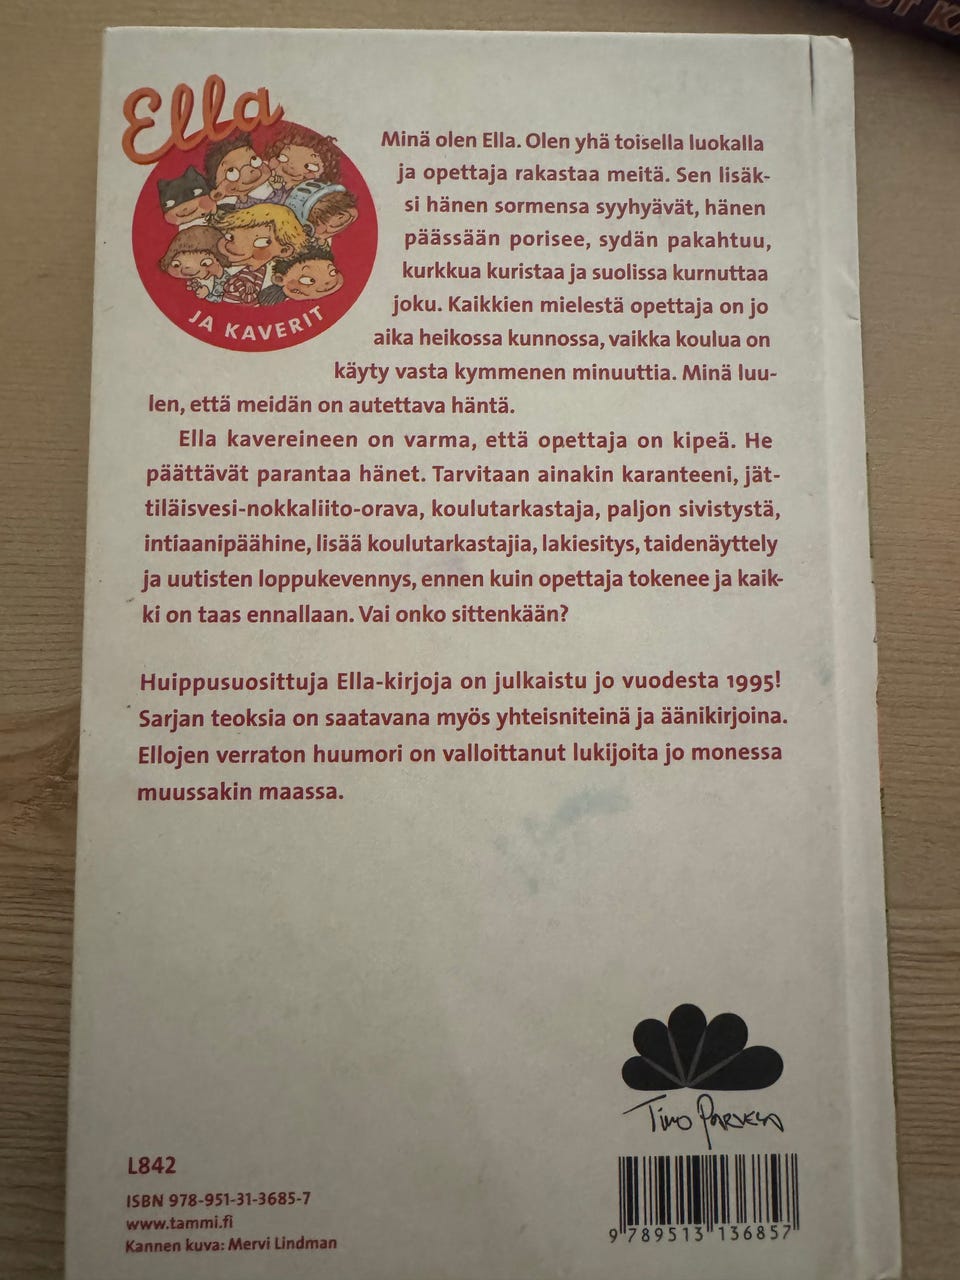 Ella
JA KAVERIT
Minä olen Ella. Olen yhä toisella luokalla
ja opettaja rakastaa meitä. Sen lisäk-
si hänen sormensa syyhyävät, hänen
päässään porisee, sydän pakahtuu,
kurkkua kuristaa ja suolissa kurnuttaa
joku. Kaikkien mielestä opettaja on jo
aika heikossa kunnossa, vaikka koulua on
käyty vasta kymmenen minuuttia. Minä luu-
len, että meidän on autettava häntä.
Ella kavereineen on varma, että opettaja on kipeä. He
päättävät parantaa hänet. Tarvitaan ainakin karanteeni, jät-
tiläisvesi-nokkaliito-orava, koulutarkastaja, paljon sivistystä,
intiaanipäähine, lisää koulutarkastajia, lakiesitys, taidenäyttely
ja uutisten loppukevennys, ennen kuin opettaja tokenee ja kaik-
ki on taas ennallaan. Vai onko sittenkään?
Huippusuosittuja Ella-kirjoja on julkaistu jo vuodesta 1995!
Sarjan teoksia on saatavana myös yhteisniteinä ja äänikirjoina.
Ellojen verraton huumori on valloittanut lukijoita jo monessa
muussakin maassa.
Timo Parvela
L842
ISBN 978-951-31-3685-7
www.tammi.fi
Kannen kuva: Mervi Lindman
9 789513 136857